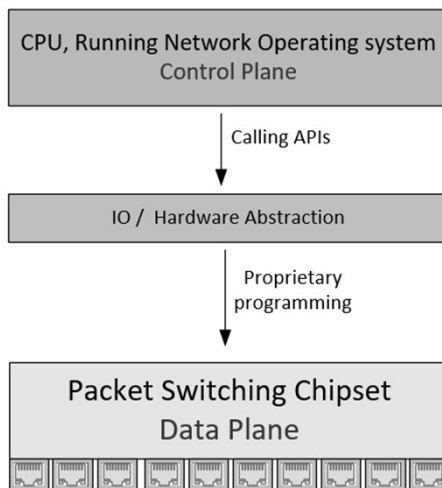 CPU, Running Network Operating system
Control Plane
Calling APIs
IO / Hardware Abstraction
Proprietary
programming
Packet Switching Chipset
Data Plane